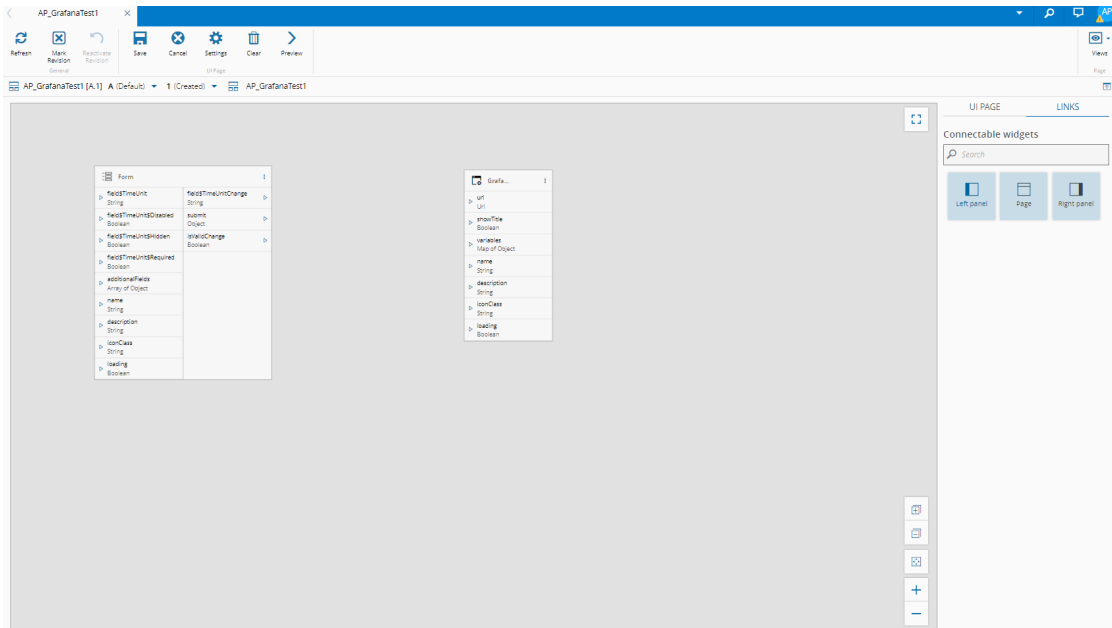 AP_GrafanaTest1
AP
Refresh
Mark Revision
Reactivate Revision
Save
Cancel
Settings
Clear
Preview
Views
General
UI Page
Page
AP_GrafanaTest1 [A.1] A (Default) 1 (Created) AP_GrafanaTest1
UI PAGE LINKS
Connectable widgets
Search
Left panel Page Right panel
Form
field$TimeUnit
String
field$TimeUnit$Disabled
Boolean
field$TimeUnit$Hidden
Boolean
field$TimeUnit$Required
Boolean
additionalFields
Array of Object
name
String
description
String
iconClass
String
loading
Boolean
field$TimeUnitChange
String
submit
Object
isValidChange
Boolean
Grafa...
url
Url
showTitle
Boolean
variables
Map of Object
name
String
description
String
iconClass
String
loading
Boolean